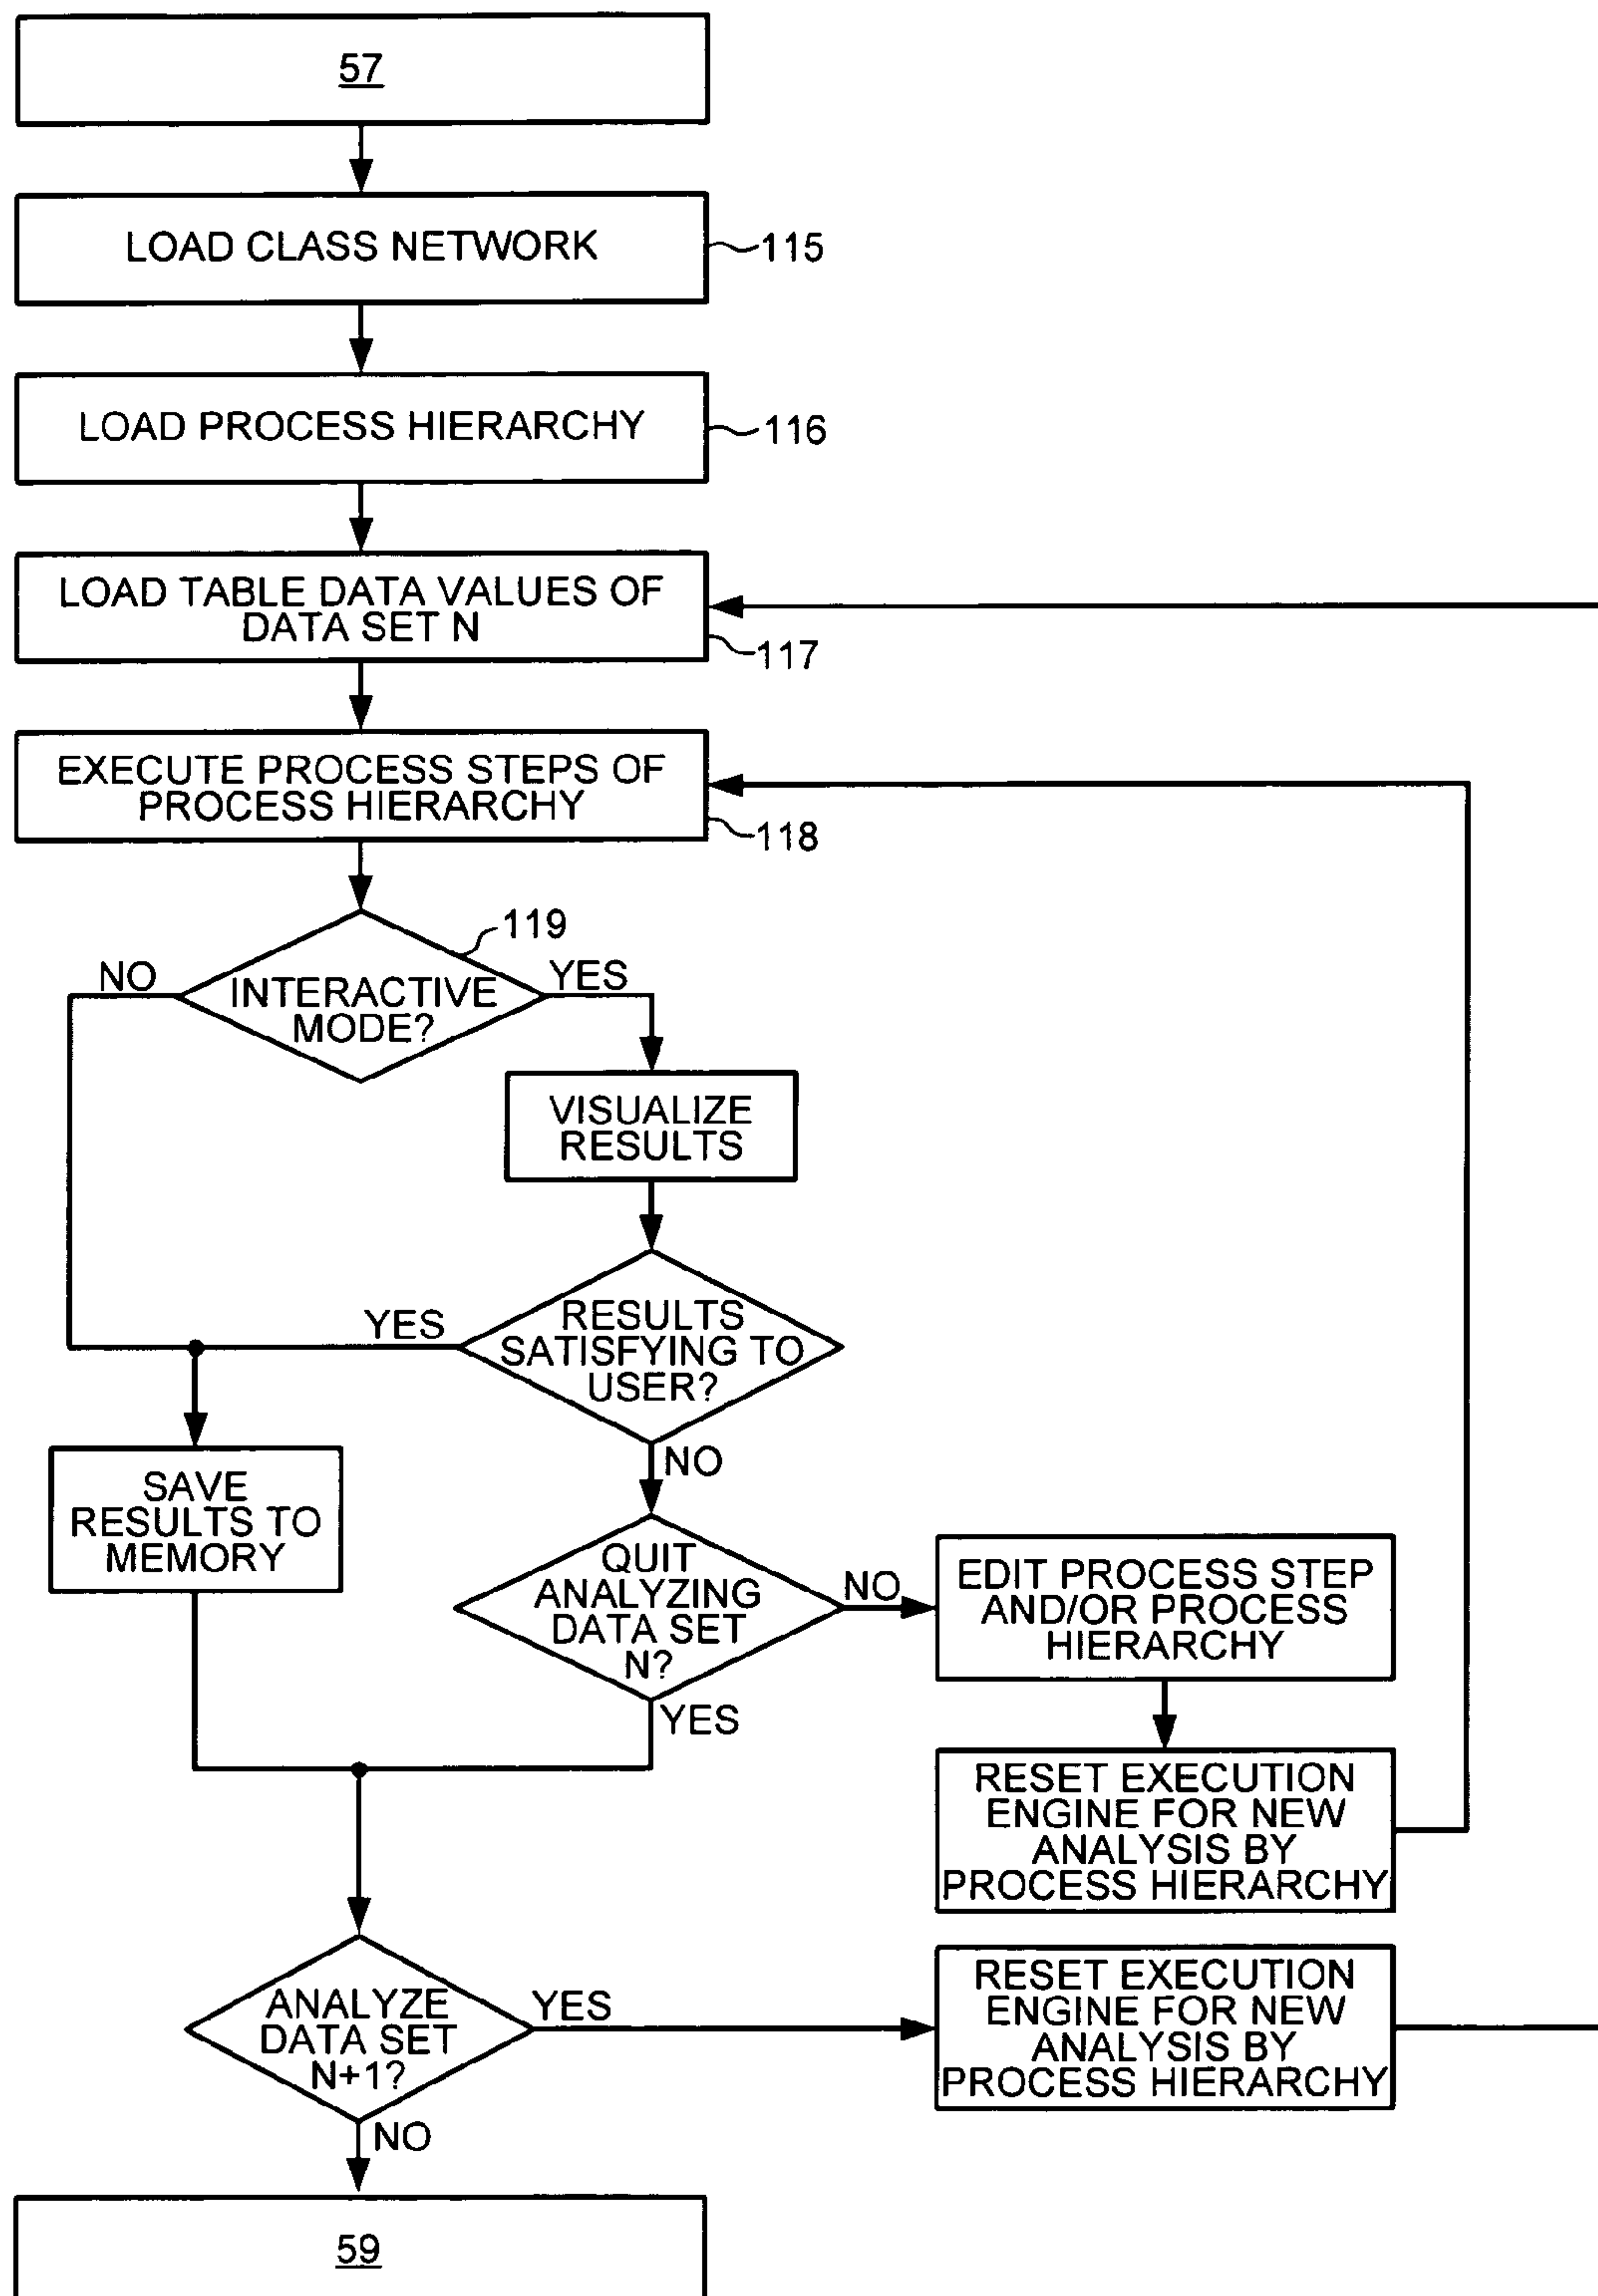 57
LOAD CLASS NETWORK
115
LOAD PROCESS HIERARCHY
116
LOAD TABLE DATA VALUES OF
DATA SET N
117
EXECUTE PROCESS STEPS OF
PROCESS HIERARCHY
118
119
NO
INTERACTIVE
MODE?
YES
VISUALIZE
RESULTS
YES
RESULTS
SATISFYING TO
USER?
NO
SAVE
RESULTS TO
MEMORY
QUIT
ANALYZING
DATA SET
N?
NO
YES
EDIT PROCESS STEP
AND/OR PROCESS
HIERARCHY
RESET EXECUTION
ENGINE FOR NEW
ANALYSIS BY
PROCESS HIERARCHY
ANALYZE
DATA SET
N+1?
YES
NO
RESET EXECUTION
ENGINE FOR NEW
ANALYSIS BY
PROCESS HIERARCHY
59